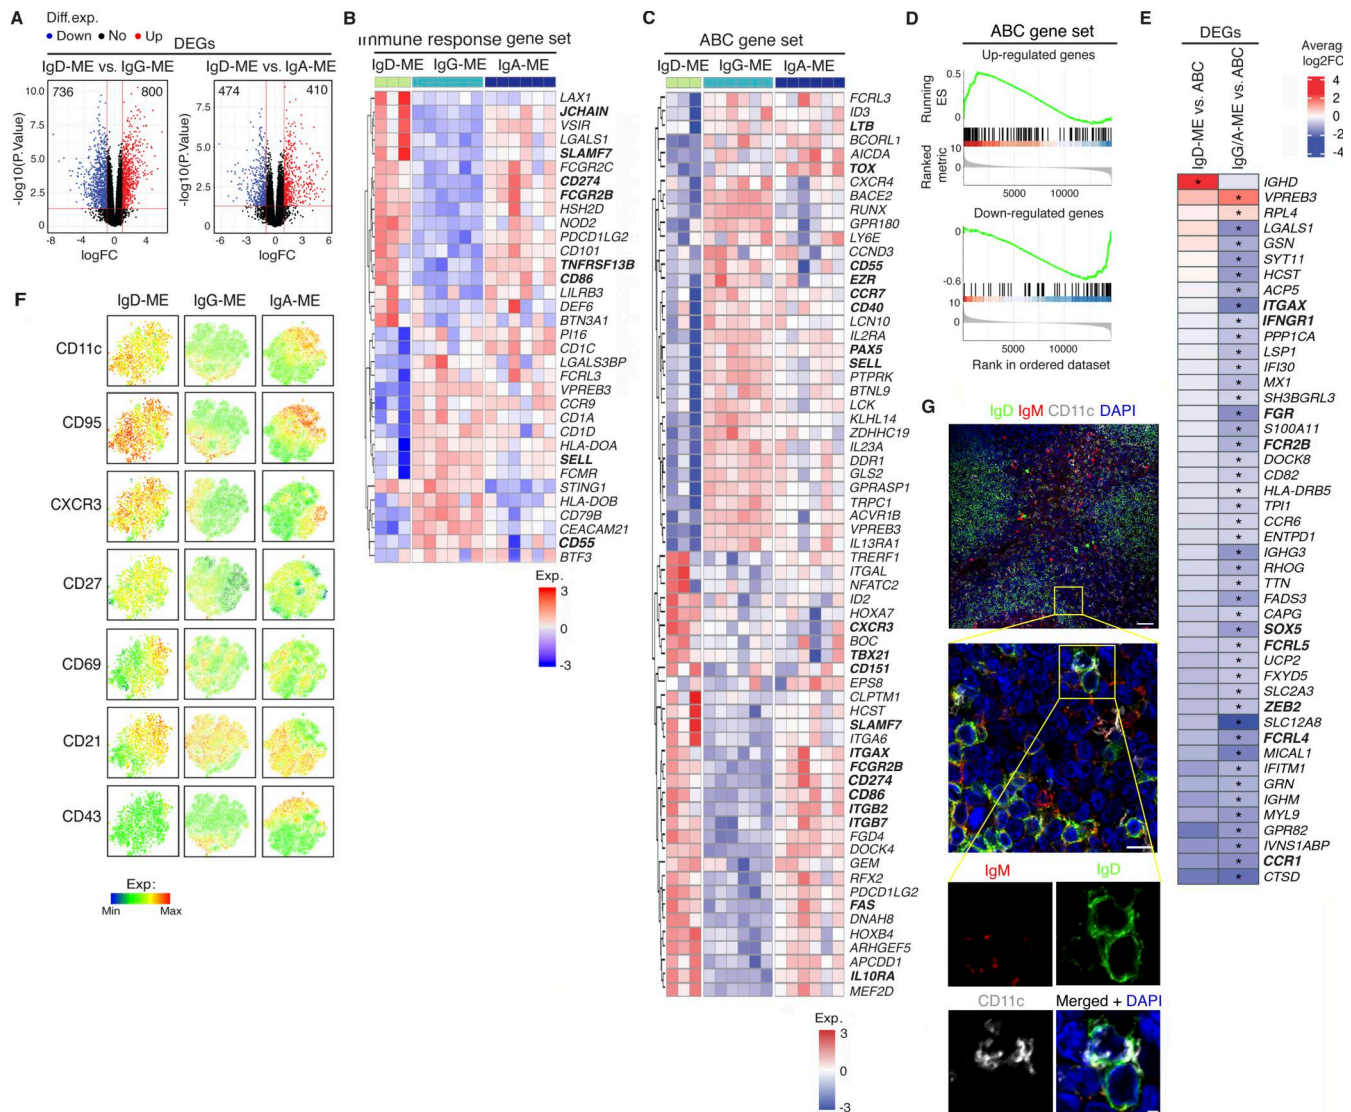 A
Diff.exp.
Down No Up
DEGs
IgD-ME vs. IgG-ME
IgD-ME vs. IgA-ME
736
800
474
410
10.0
7.5
5.0
2.5
0.0
7.5
5.0
2.5
0.0
-log10(P.Value)
-8 -4 0 4
-6 -3 0 3 6
logFC
logFC
B
Immune response gene set
IgD-ME
IgG-ME
IgA-ME
LAX1
JCHAIN
VSIR
LGALS1
SLAMF7
FCGR2C
CD274
FCGR2B
HSH2D
NOD2
PDCD1LG2
CD101
TNFRSF13B
CD86
LILRB3
DEF6
BTN3A1
PI16
CD1C
LGALS3BP
FCRL3
VPREB3
CCR9
CD1A
CD1D
HLA-DOA
SELL
FCMR
STING1
HLA-DOB
CD79B
CEACAM21
CD55
BTF3
Exp.
3
0
-3
C
ABC gene set
IgD-ME
IgG-ME
IgA-ME
FCRL3
ID3
LTB
BCORL1
AICDA
TOX
CXCR4
BACE2
RUNX
GPR180
LY6E
CCND3
CD55
EZR
CCR7
CD40
LCN10
IL2RA
PAX5
SELL
PTPRK
BTNL9
LCK
KLHL14
ZDHHC19
IL23A
DDR1
GLS2
GPRASP1
TRPC1
ACVR1B
VPREB3
IL13RA1
TRERF1
ITGAL
NFATC2
ID2
HOXA7
CXCR3
BOC
TBX21
CD151
EPS8
CLPTM1
HCST
SLAMF7
ITGA6
ITGAX
FCGR2B
CD274
CD86
ITGB2
ITGB7
FGD4
DOCK4
GEM
RFX2
PDCD1LG2
FAS
DNAH8
HOXB4
ARHGEF5
APCDD1
IL10RA
MEF2D
Exp.
3
0
-3
D
ABC gene set
Up-regulated genes
0.5
0
Running
ES
10
0
Ranked
metric
5000 10000
Down-regulated genes
0
-0.6
10
0
5000 10000
Rank in ordered dataset
E
DEGs
IgD-ME vs. ABC
IgG/A-ME vs. ABC
Average
log2FC
4
2
0
-2
-4
* IGHD
* VPREB3
* RPL4
* LGALS1
* GSN
* SYT11
* HCST
* ACP5
* ITGAX
* IFNGR1
* PPP1CA
* LSP1
* IFI30
* MX1
* SH3BGRL3
* FGR
* S100A11
* FCR2B
* DOCK8
* CD82
* HLA-DRB5
* TPI1
* CCR6
* ENTPD1
* IGHG3
* RHOG
* TTN
* FADS3
* CAPG
* SOX5
* FCRL5
* UCP2
* FXYD5
* SLC2A3
* ZEB2
* SLC12A8
* FCRL4
* MICAL1
* IFITM1
* GRN
* IGHM
* MYL9
* GPR82
* IVNS1ABP
* CCR1
* CTSD
F
IgD-ME
IgG-ME
IgA-ME
CD11c
CD95
CXCR3
CD27
CD69
CD21
CD43
Exp:
Min Max
G
IgD IgM CD11c DAPI
IgM
IgD
CD11c
Merged + DAPI